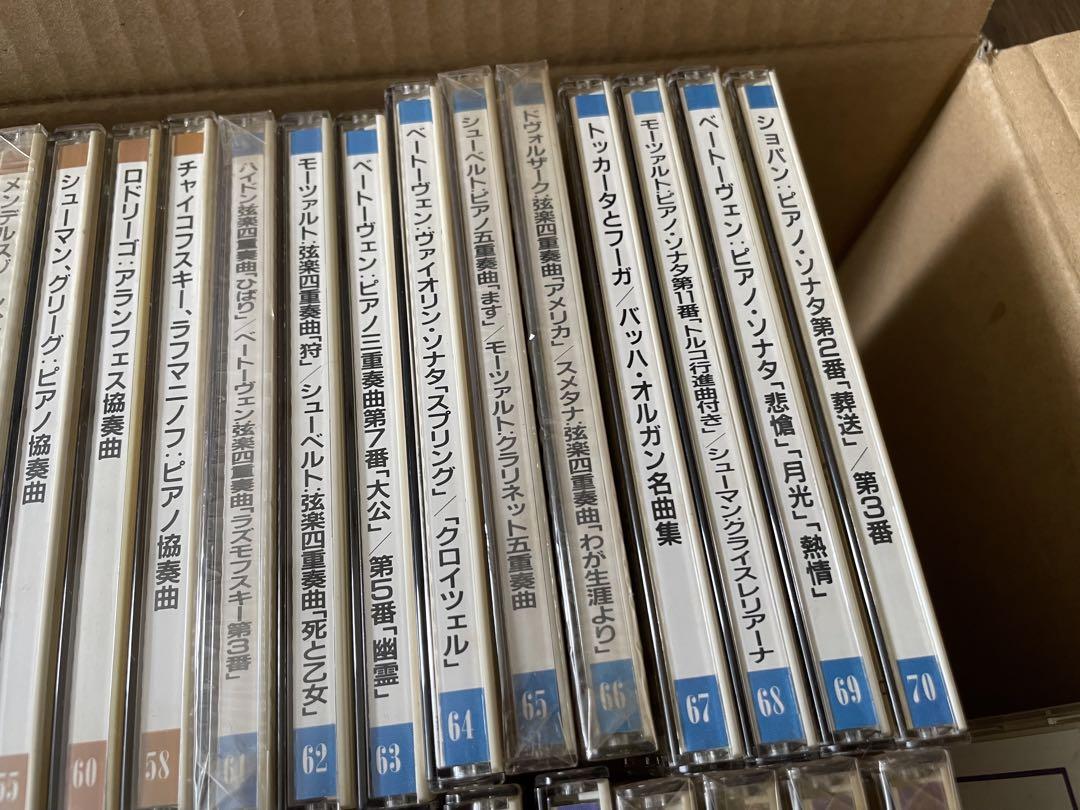 メンデルスゾーン
シューマン、グリーグ:ピアノ協奏曲
55
ロドリーゴ:アランフェス協奏曲
60
チャイコフスキー、ラフマニノフ:ピアノ協奏曲
58
ハイドン:弦楽四重奏曲「ひばり」/ベートーヴェン:弦楽四重奏曲「ラズモフスキー第3番」
61
モーツァルト:弦楽四重奏曲「狩」/シューベルト:弦楽四重奏曲「死と乙女」
62
ベートーヴェン:ピアノ三重奏曲第7番「大公」/第5番「幽霊」
63
ベートーヴェン:ヴァイオリン・ソナタ「スプリング」/「クロイツェル」
64
シューベルト:ピアノ五重奏曲「ます」/モーツァルト:クラリネット五重奏曲
65
ドヴォルザーク:弦楽四重奏曲「アメリカ」/スメタナ:弦楽四重奏曲「わが生涯より」
66
トッカータとフーガ/バッハ・オルガン名曲集
67
モーツァルト:ピアノ・ソナタ第11番「トルコ行進曲付き」/シューマン:クライスレリアーナ
68
ベートーヴェン:ピアノ・ソナタ「悲愴」「月光」「熱情」
69
ショパン:ピアノ・ソナタ第2番「葬送」/第3番
70